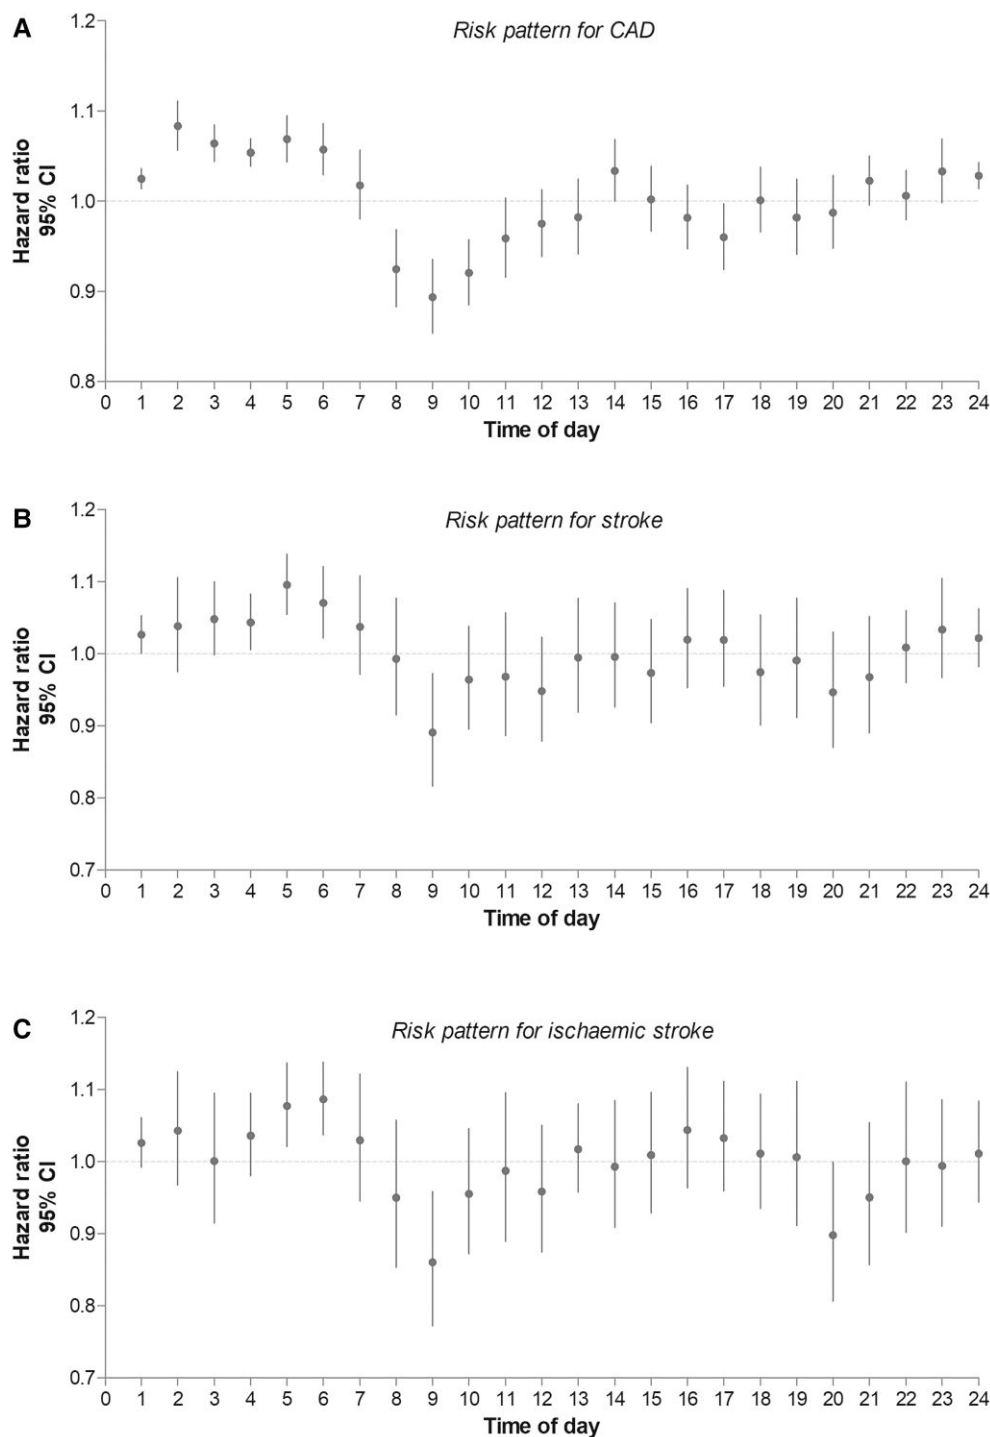 A
Risk pattern for CAD
Hazard ratio
95% CI
1.2
1.1
1.0
0.9
0.8
0 1 2 3 4 5 6 7 8 9 10 11 12 13 14 15 16 17 18 19 20 21 22 23 24
Time of day
B
Risk pattern for stroke
Hazard ratio
95% CI
1.2
1.1
1.0
0.9
0.8
0.7
0 1 2 3 4 5 6 7 8 9 10 11 12 13 14 15 16 17 18 19 20 21 22 23 24
Time of day
C
Risk pattern for ischaemic stroke
Hazard ratio
95% CI
1.2
1.1
1.0
0.9
0.8
0.7
0 1 2 3 4 5 6 7 8 9 10 11 12 13 14 15 16 17 18 19 20 21 22 23 24
Time of day